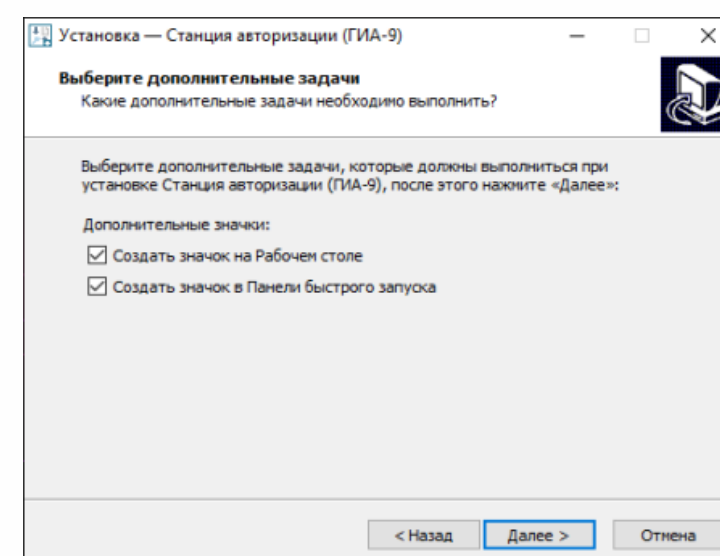 Установка — Станция авторизации (ГИА-9)
Выберите дополнительные задачи
Какие дополнительные задачи необходимо выполнить?
Выберите дополнительные задачи, которые должны выполниться при
установке Станция авторизации (ГИА-9), после этого нажмите «Далее»:
Дополнительные значки:
Создать значок на Рабочем столе
Создать значок в Панели быстрого запуска
< Назад
Далее >
Отмена